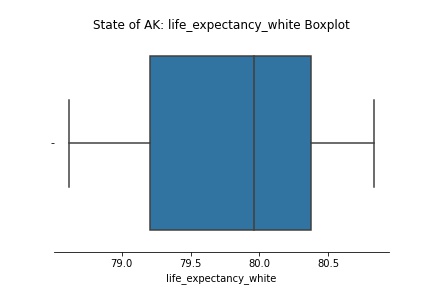 State of AK: life_expectancy_white Boxplot
-
79.0 79.5 80.0 80.5
life_expectancy_white